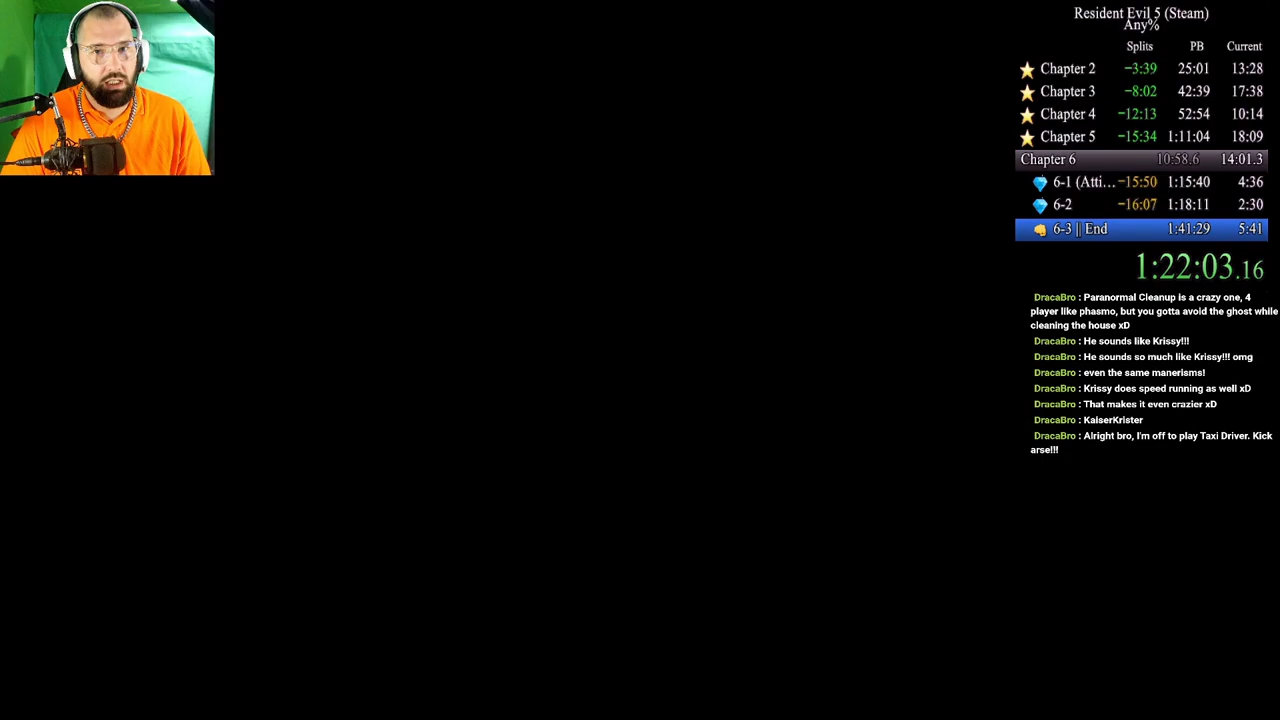 Resident Evil 5 (Steam)
Any%
Splits PB Current
Chapter 2 -3:39 25:01 13:28
Chapter 3 -8:02 42:39 17:38
Chapter 4 -12:13 52:54 10:14
Chapter 5 -15:34 1:11:04 18:09
Chapter 6 10:58.6 14:01.3
6-1 (Atti... -15:50 1:15:40 4:36
6-2 -16:07 1:18:11 2:30
6-3 || End 1:41:29 5:41
1:22:03.16
DracaBro : Paranormal Cleanup is a crazy one, 4
player like phasmo, but you gotta avoid the ghost while
cleaning the house xD
DracaBro : He sounds like Krissy!!!
DracaBro : He sounds so much like Krissy!!! omg
DracaBro : even the same manerisms!
DracaBro : Krissy does speed running as well xD
DracaBro : That makes it even crazier xD
DracaBro : KaiserKrister
DracaBro : Alright bro, I'm off to play Taxi Driver. Kick
arse!!!